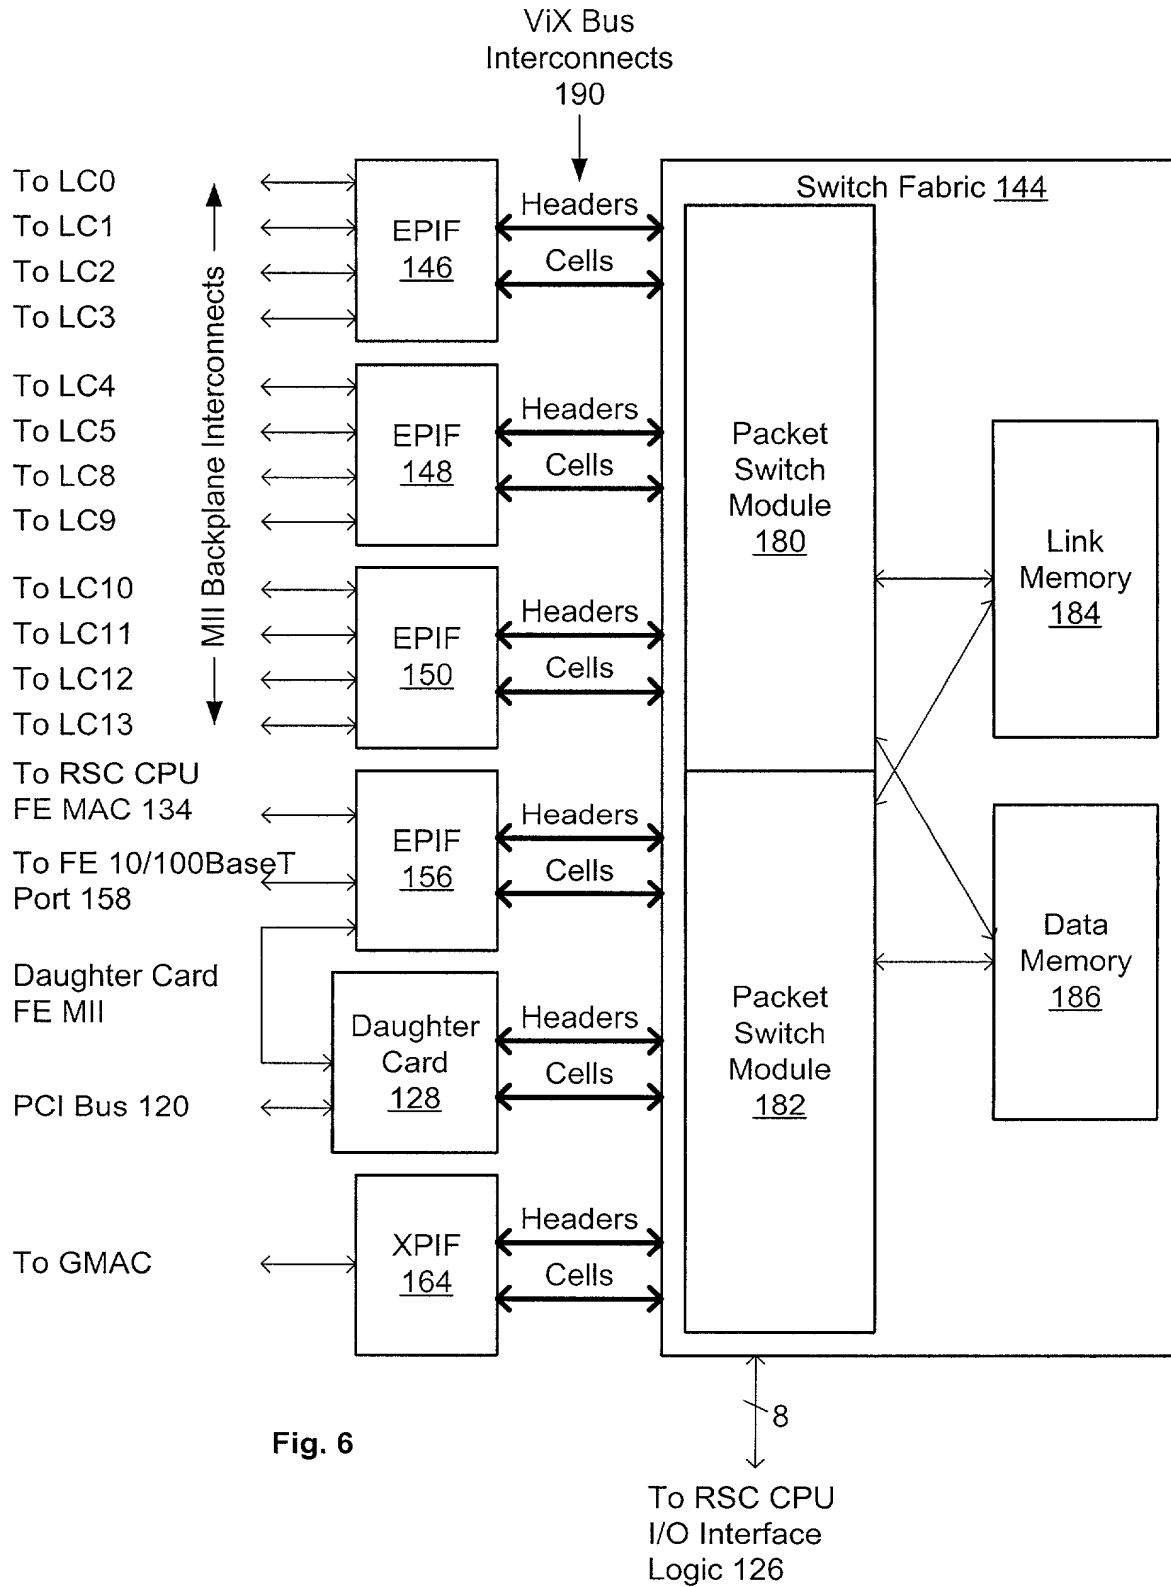 ViX Bus
Interconnects
190
To LC0
To LC1
To LC2
To LC3
To LC4
To LC5
To LC8
To LC9
To LC10
To LC11
To LC12
To LC13
MII Backplane Interconnects
To RSC CPU
FE MAC 134
To FE 10/100BaseT
Port 158
Daughter Card
FE MII
PCI Bus 120
To GMAC
EPIF
146
EPIF
148
EPIF
150
EPIF
156
Daughter
Card
128
XPIF
164
Headers
Cells
Headers
Cells
Headers
Cells
Headers
Cells
Headers
Cells
Headers
Cells
Switch Fabric 144
Packet
Switch
Module
180
Packet
Switch
Module
182
Link
Memory
184
Data
Memory
186
8
To RSC CPU
I/O Interface
Logic 126
Fig. 6